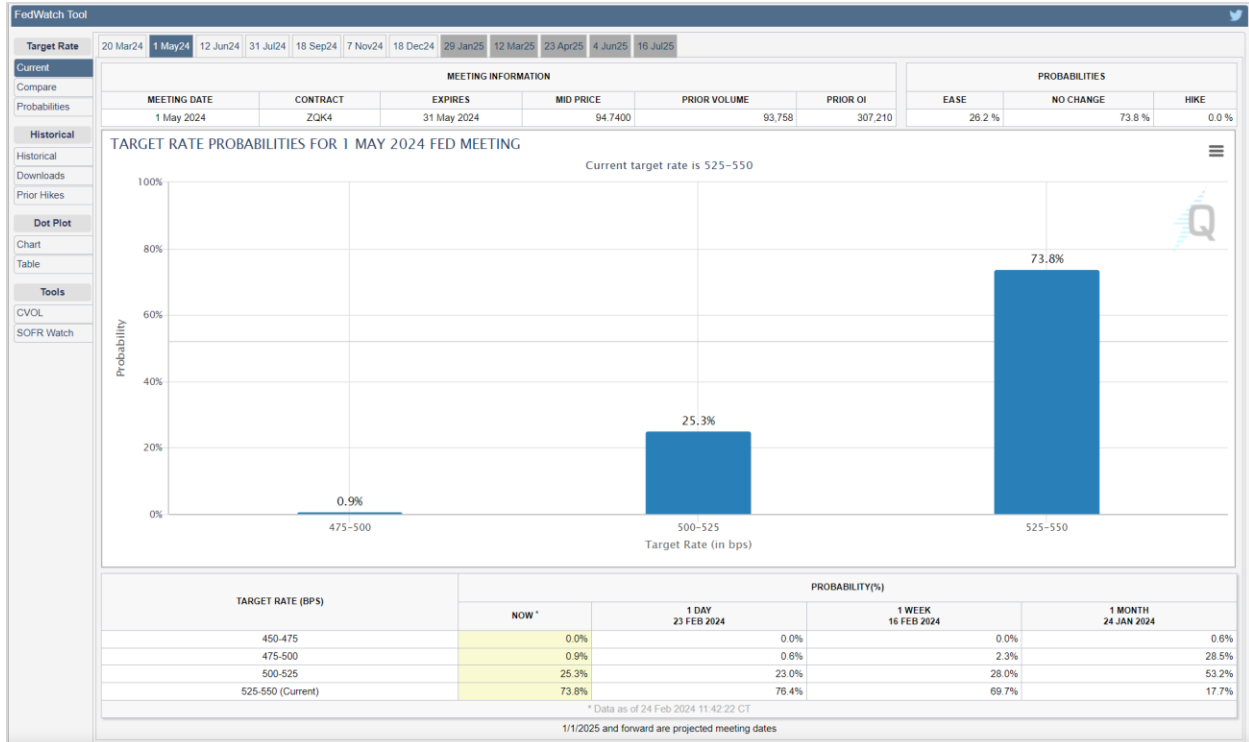 FedWatch Tool
Target Rate
Current
Compare
Probabilities
Historical
Historical
Downloads
Prior Hikes
Dot Plot
Chart
Table
Tools
CVOL
SOFR Watch
20 Mar24 1 May24 12 Jun24 31 Jul24 18 Sep24 7 Nov24 18 Dec24 29 Jan25 12 Mar25 23 Apr25 4 Jun25 16 Jul25
MEETING INFORMATION
MEETING DATE CONTRACT EXPIRES MID PRICE PRIOR VOLUME PRIOR OI
1 May 2024 ZQK4 31 May 2024 94.7400 93,758 307,210
PROBABILITIES
EASE NO CHANGE HIKE
26.2 % 73.8 % 0.0 %
TARGET RATE PROBABILITIES FOR 1 MAY 2024 FED MEETING
Current target rate is 525-550
Q
Probability
100%
80%
60%
40%
20%
0%
0.9%
25.3%
73.8%
475-500 500-525 525-550
Target Rate (in bps)
TARGET RATE (BPS) PROBABILITY(%)
NOW * 1 DAY 1 WEEK 1 MONTH
23 FEB 2024 16 FEB 2024 24 JAN 2024
450-475 0.0% 0.0% 0.0% 0.6%
475-500 0.9% 0.6% 2.3% 28.5%
500-525 25.3% 23.0% 28.0% 53.2%
525-550 (Current) 73.8% 76.4% 69.7% 17.7%
* Data as of 24 Feb 2024 11:42:22 CT
1/1/2025 and forward are projected meeting dates